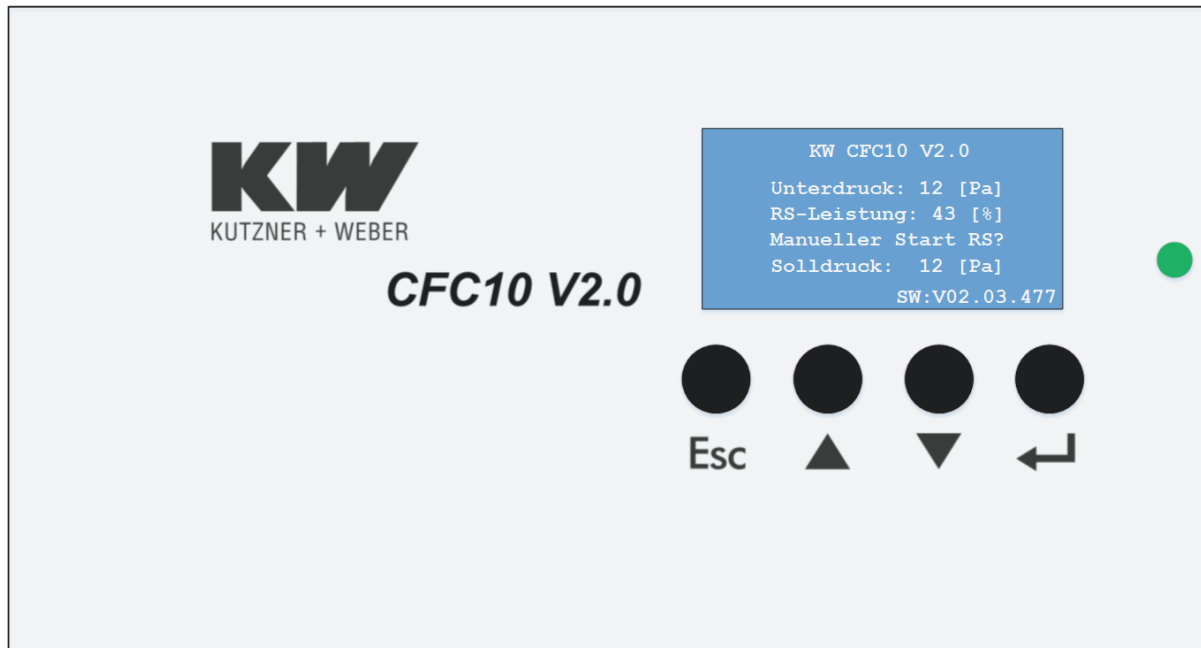 KW
KUTZNER + WEBER
CFC10 V2.0
KW CFC10 V2.0
Unterdruck: 12 [Pa]
RS-Leistung: 43 [%]
Manueller Start RS?
Solldruck: 12 [Pa]
SW:V02.03.477
Esc